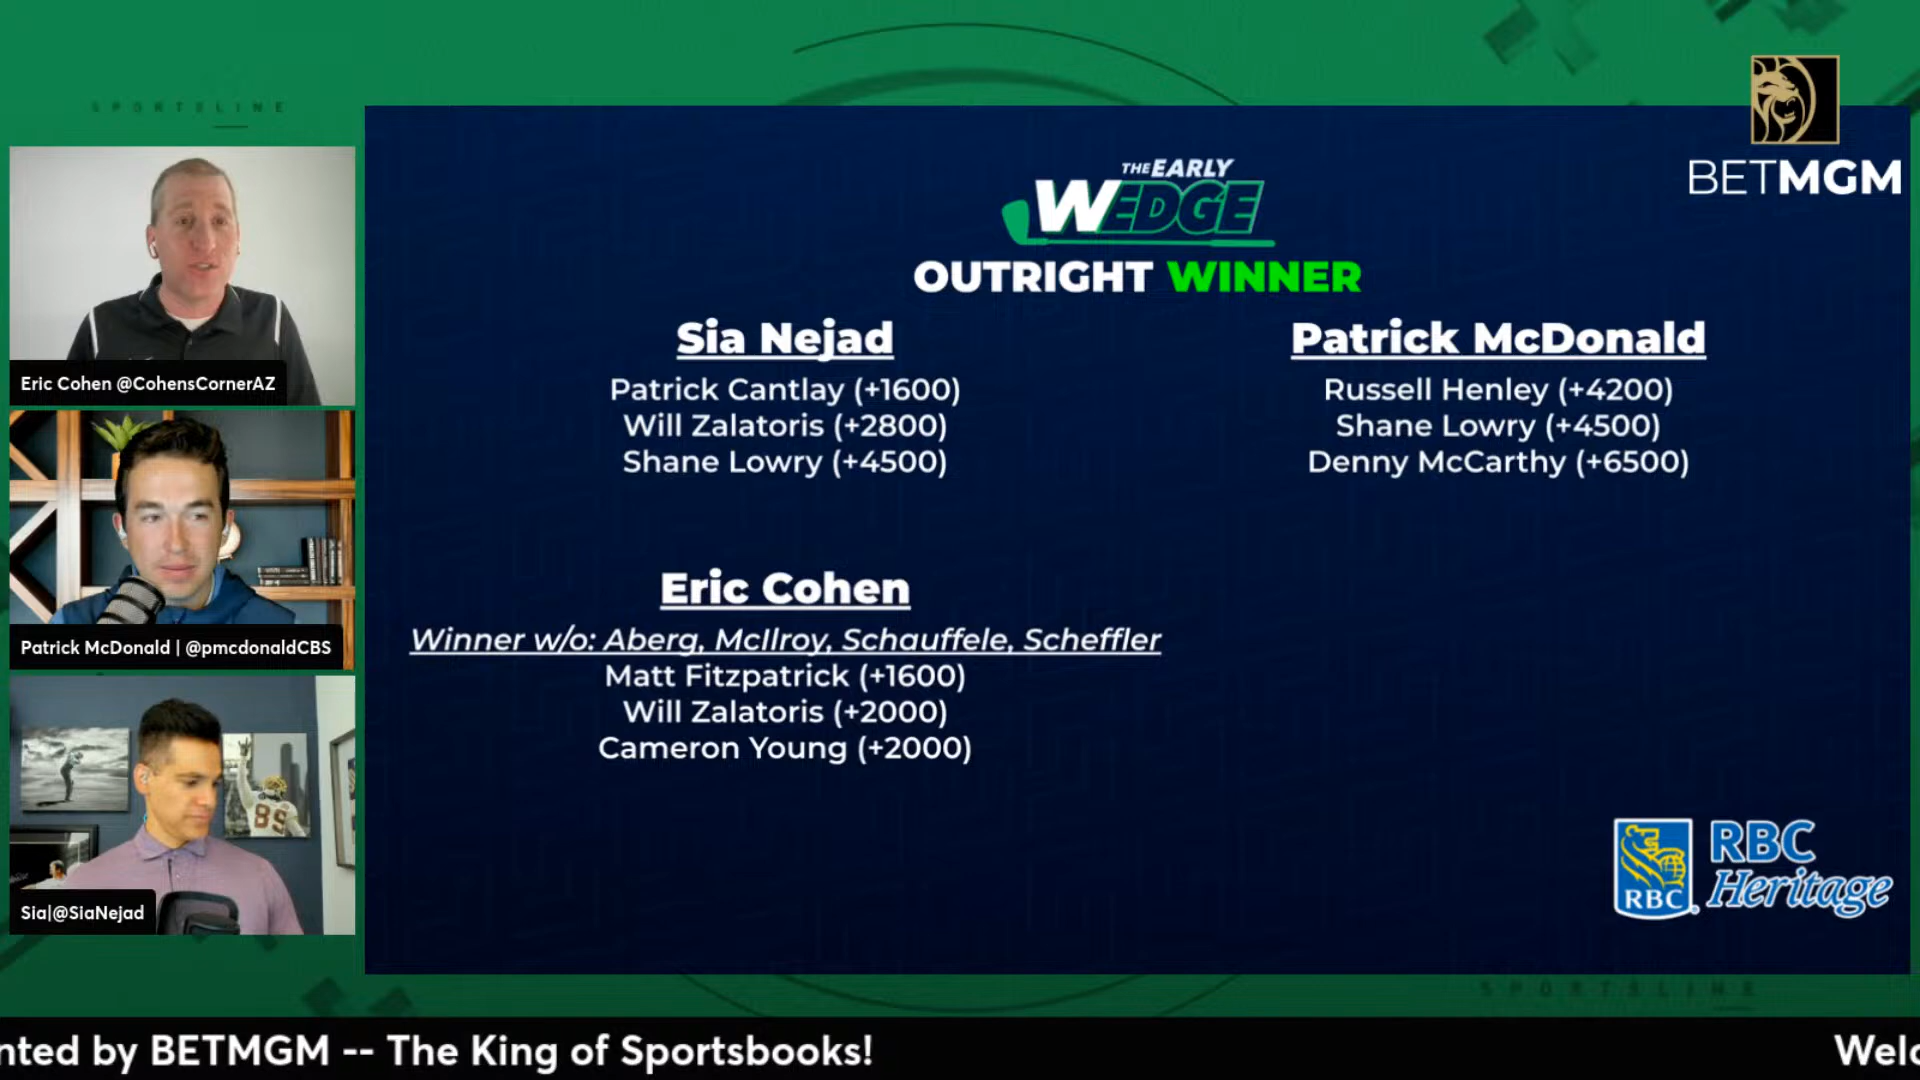 SPORTSLINE
BETMGM
THE EARLY
WEDGE
OUTRIGHT WINNER
Sia Nejad
Patrick Cantlay (+1600)
Will Zalatoris (+2800)
Shane Lowry (+4500)
Patrick McDonald
Russell Henley (+4200)
Shane Lowry (+4500)
Denny McCarthy (+6500)
Eric Cohen
Winner w/o: Aberg, McIlroy, Schauffele, Scheffler
Matt Fitzpatrick (+1600)
Will Zalatoris (+2000)
Cameron Young (+2000)
Eric Cohen @CohensCornerAZ
Patrick McDonald | @pmcdonaldCBS
89
Sia|@SiaNejad
RBC
RBC
Heritage
SPORTSLINE
nted by BETMGM -- The King of Sportsbooks!
Welc